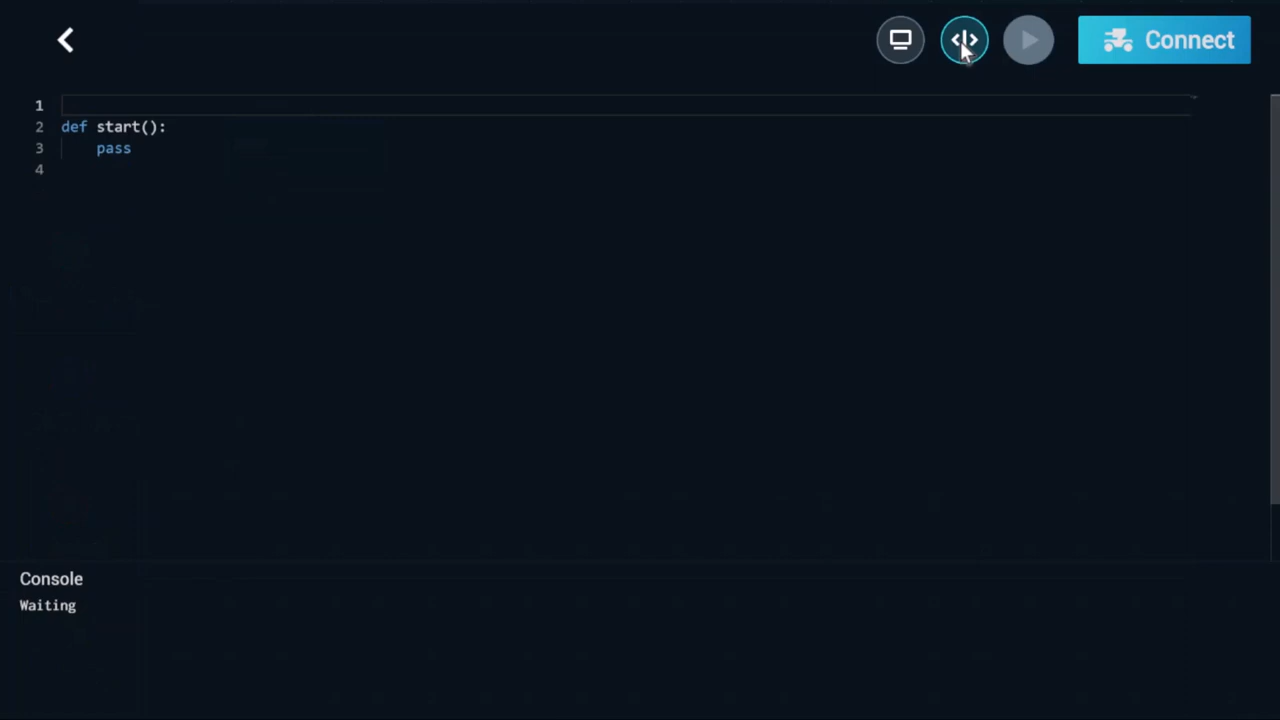 Connect
1
2 def start():
3     pass
4
Console
Waiting